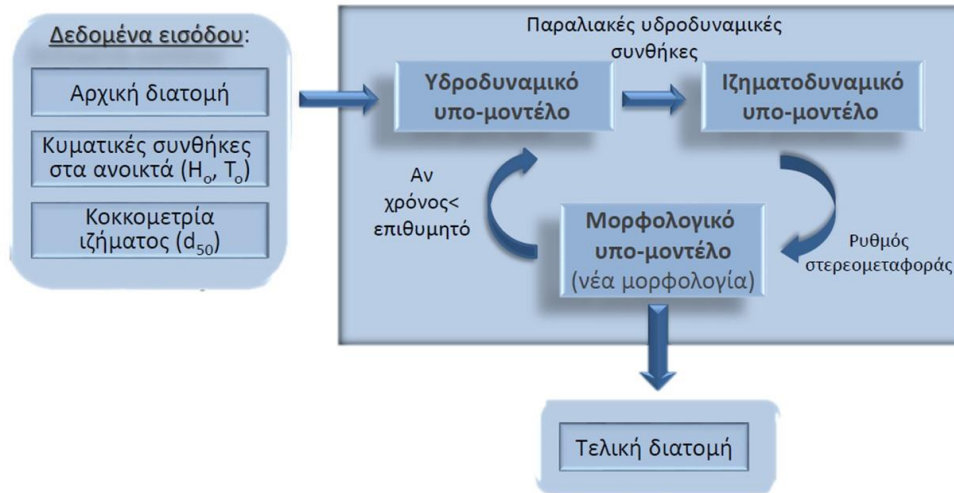 Δεδομένα εισόδου:
Αρχική διατομή
Κυματικές συνθήκες
στα ανοικτά (Hₒ, Tₒ)
Κοκκομετρία
ιζήματος (d₅₀)
Παραλιακές υδροδυναμικές
συνθήκες
Υδροδυναμικό
υπο-μοντέλο
Ιζηματοδυναμικό
υπο-μοντέλο
Αν
χρόνος<
επιθυμητό
Μορφολογικό
υπο-μοντέλο
(νέα μορφολογία)
Ρυθμός
στερεομεταφοράς
Τελική διατομή